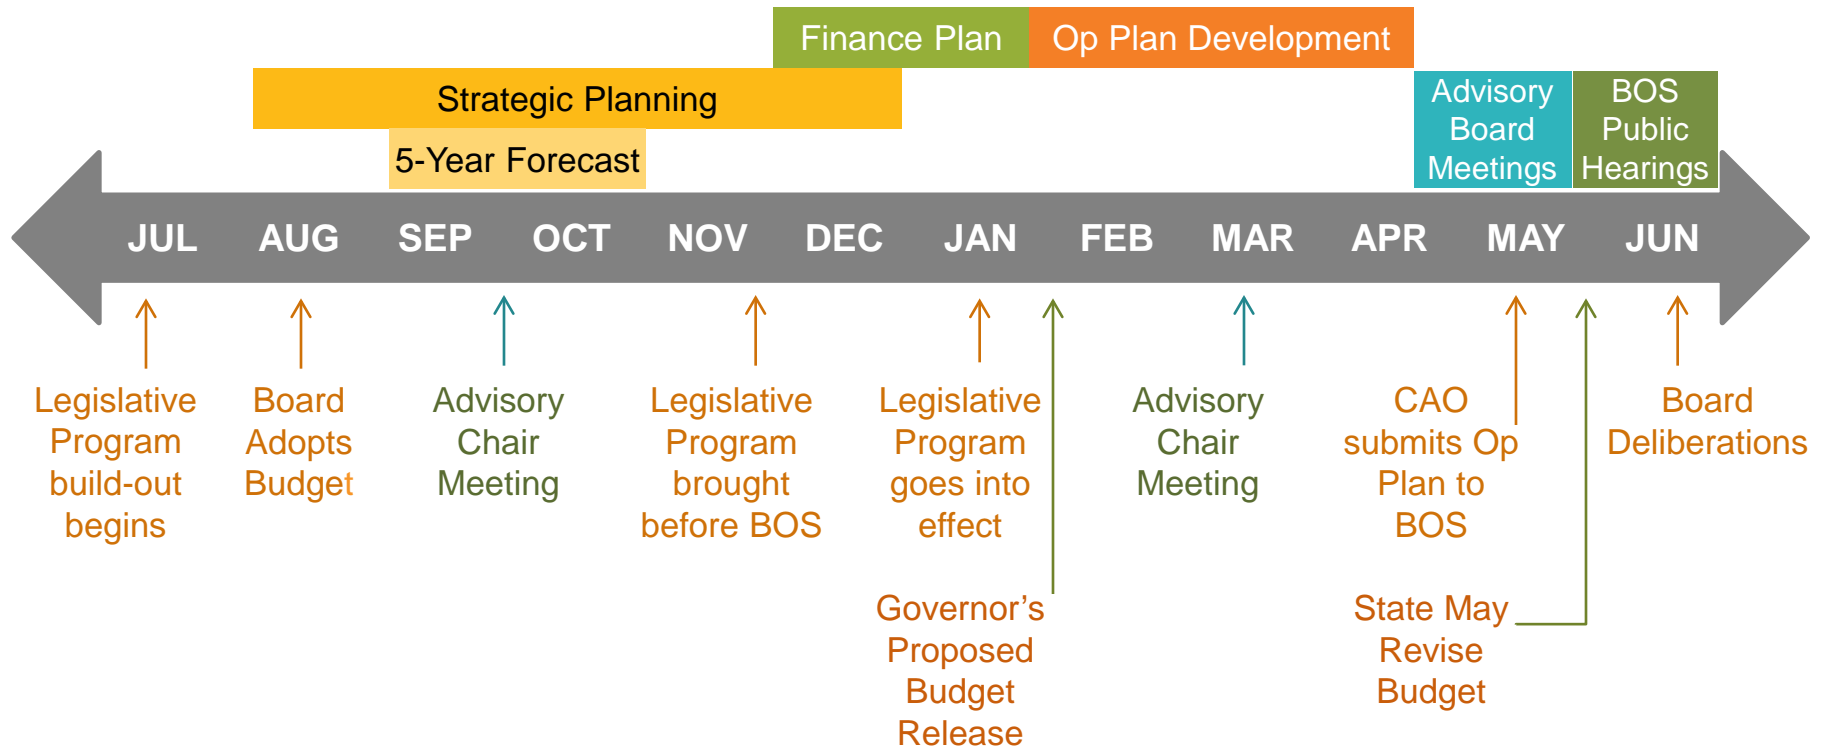 Finance Plan
Op Plan Development
Strategic Planning
5-Year Forecast
Advisory
Board
Meetings
BOS
Public
Hearings
JUL AUG SEP OCT NOV DEC JAN FEB MAR APR MAY JUN
Legislative
Program
build-out
begins
Board
Adopts
Budget
Advisory
Chair
Meeting
Legislative
Program
brought
before BOS
Legislative
Program
goes into
effect
Governor’s
Proposed
Budget
Release
Advisory
Chair
Meeting
CAO
submits Op
Plan to
BOS
State May
Revise
Budget
Board
Deliberations